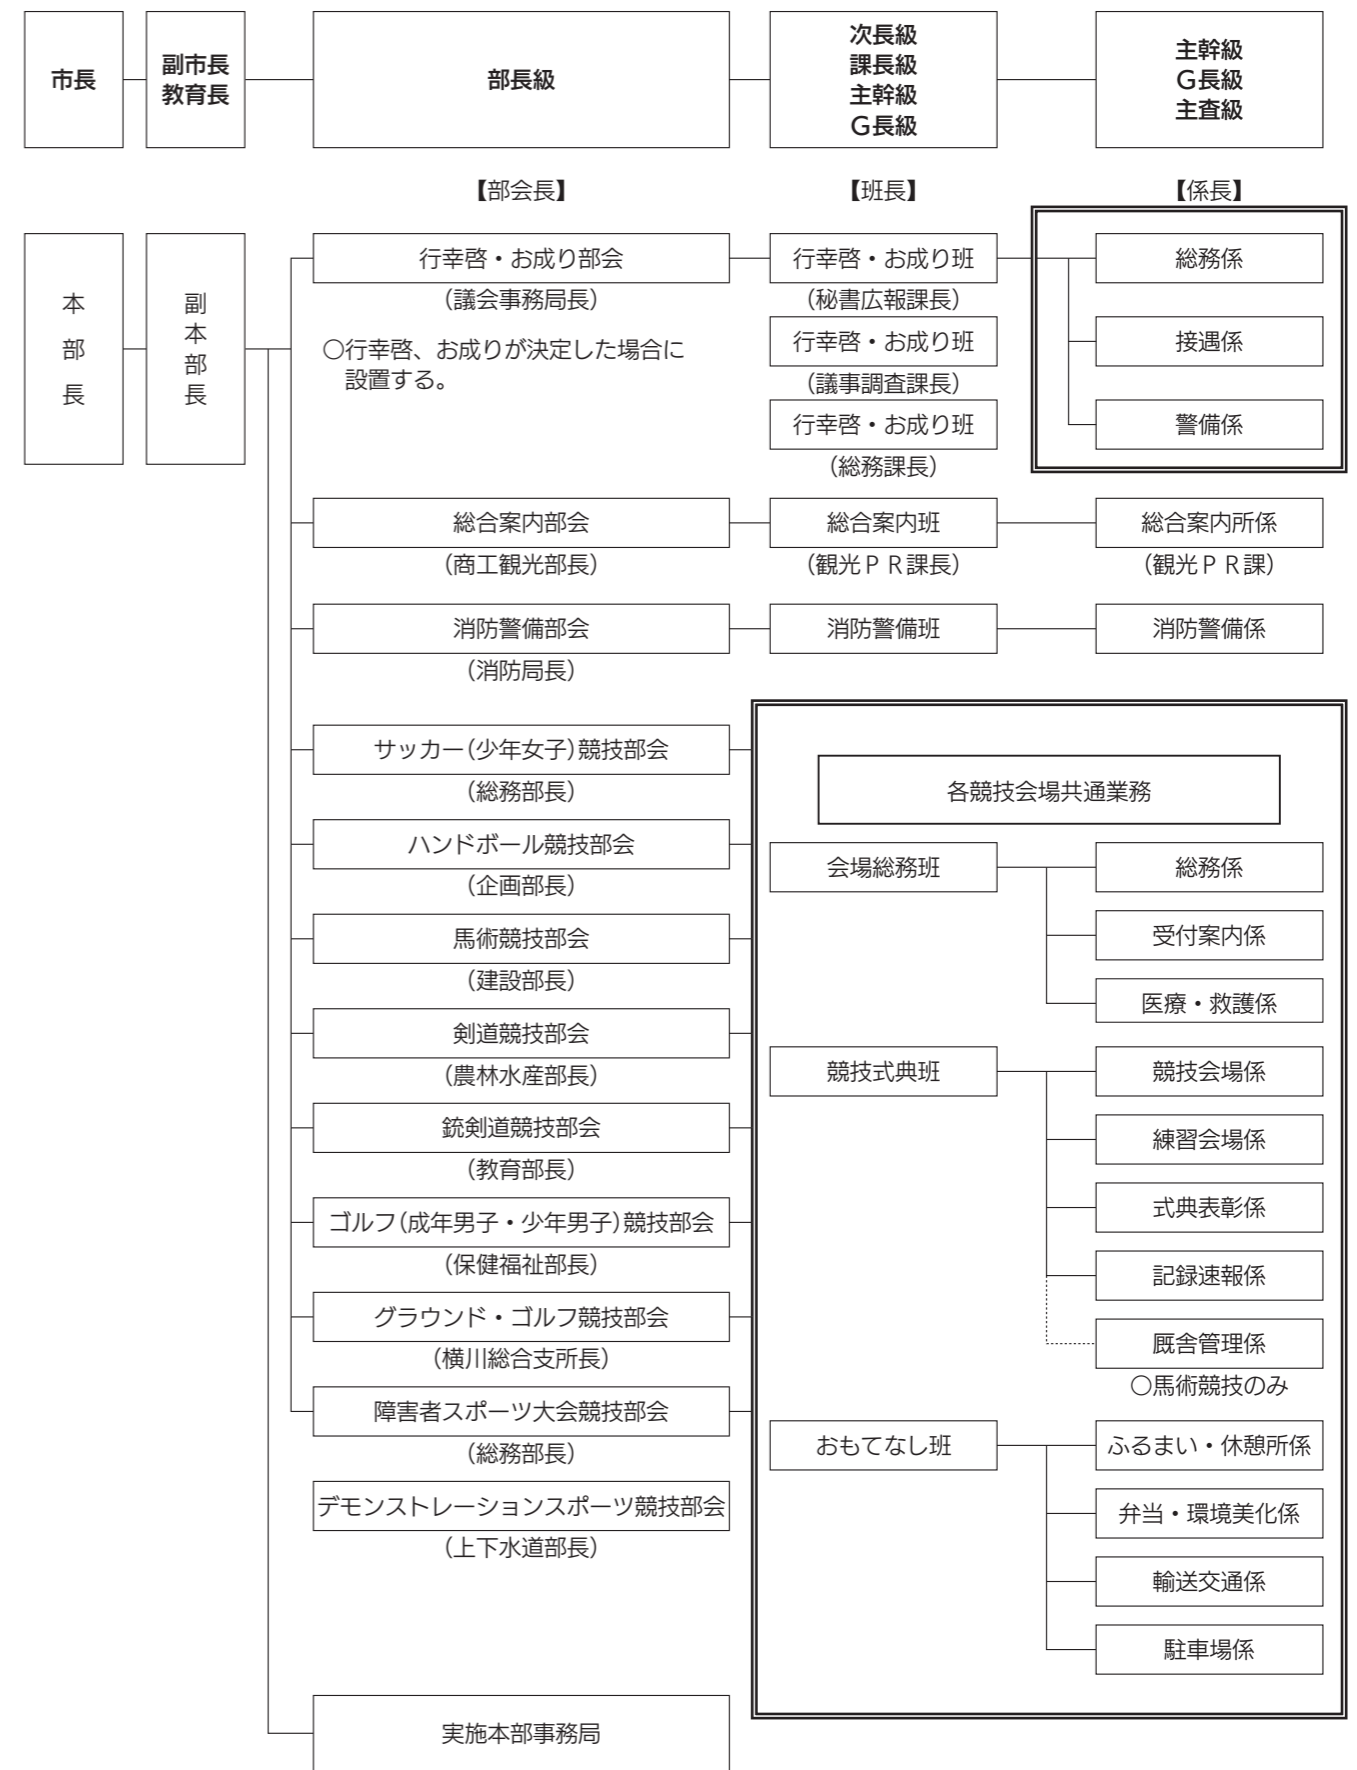 市長
副市長
教育長
部長級
次長級
課長級
主幹級
G長級
主幹級
G長級
主査級
【部会長】
【班長】
【係長】
本部長
副本部長
行幸啓・お成り部会
(議会事務局長)
○行幸啓、お成りが決定した場合に
設置する。
行幸啓・お成り班
(秘書広報課長)
行幸啓・お成り班
(議事調査課長)
行幸啓・お成り班
(総務課長)
総務係
接遇係
警備係
総合案内部会
(商工観光部長)
総合案内班
(観光PR課長)
総合案内所係
(観光PR課)
消防警備部会
(消防局長)
消防警備班
消防警備係
サッカー(少年女子)競技部会
(総務部長)
ハンドボール競技部会
(企画部長)
馬術競技部会
(建設部長)
剣道競技部会
(農林水産部長)
銃剣道競技部会
(教育部長)
ゴルフ(成年男子・少年男子)競技部会
(保健福祉部長)
グラウンド・ゴルフ競技部会
(横川総合支所長)
障害者スポーツ大会競技部会
(総務部長)
デモンストレーションスポーツ競技部会
(上下水道部長)
実施本部事務局
各競技会場共通業務
会場総務班
総務係
受付案内係
医療・救護係
競技式典班
競技会場係
練習会場係
式典表彰係
記録速報係
厩舎管理係
○馬術競技のみ
おもてなし班
ふるまい・休憩所係
弁当・環境美化係
輸送交通係
駐車場係